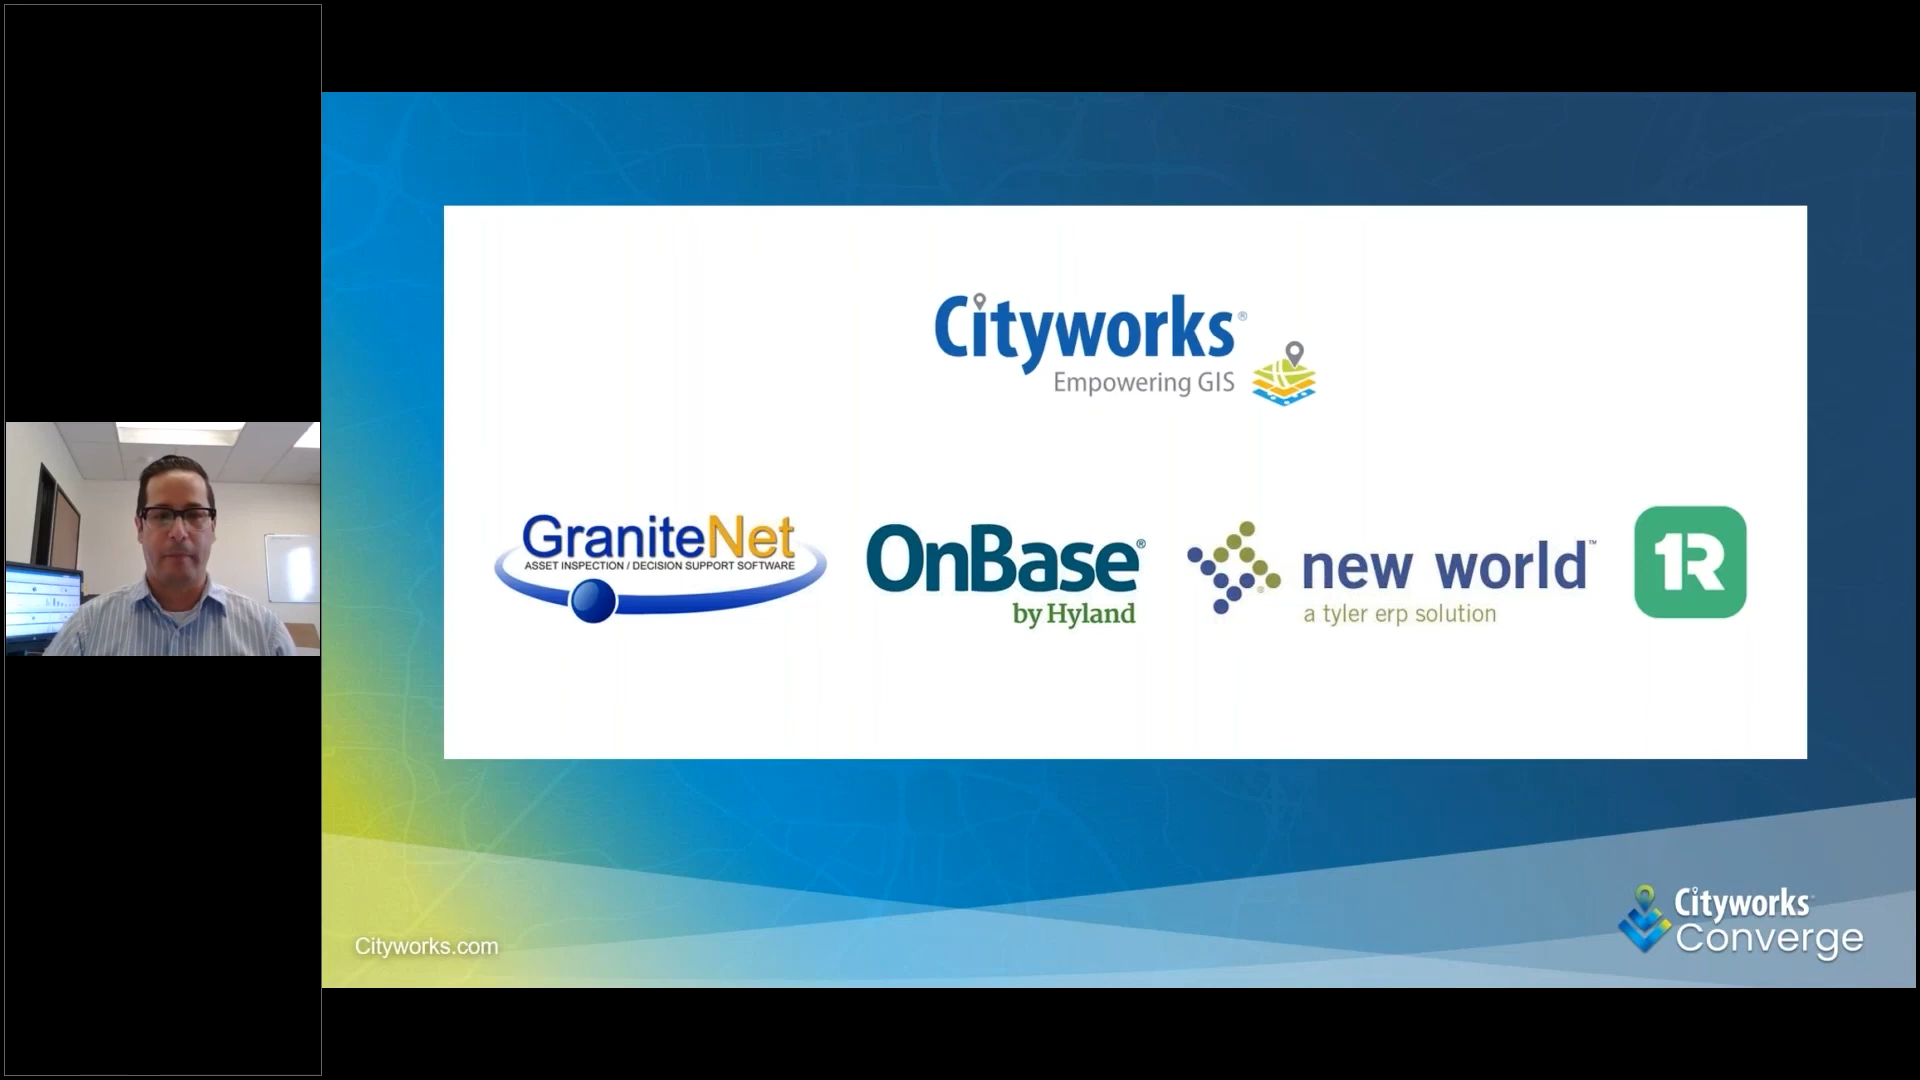 Cityworks®
Empowering GIS
GraniteNet
ASSET INSPECTION / DECISION SUPPORT SOFTWARE
OnBase®
by Hyland
new world™
a tyler erp solution
1R
Cityworks.com
Cityworks
Converge